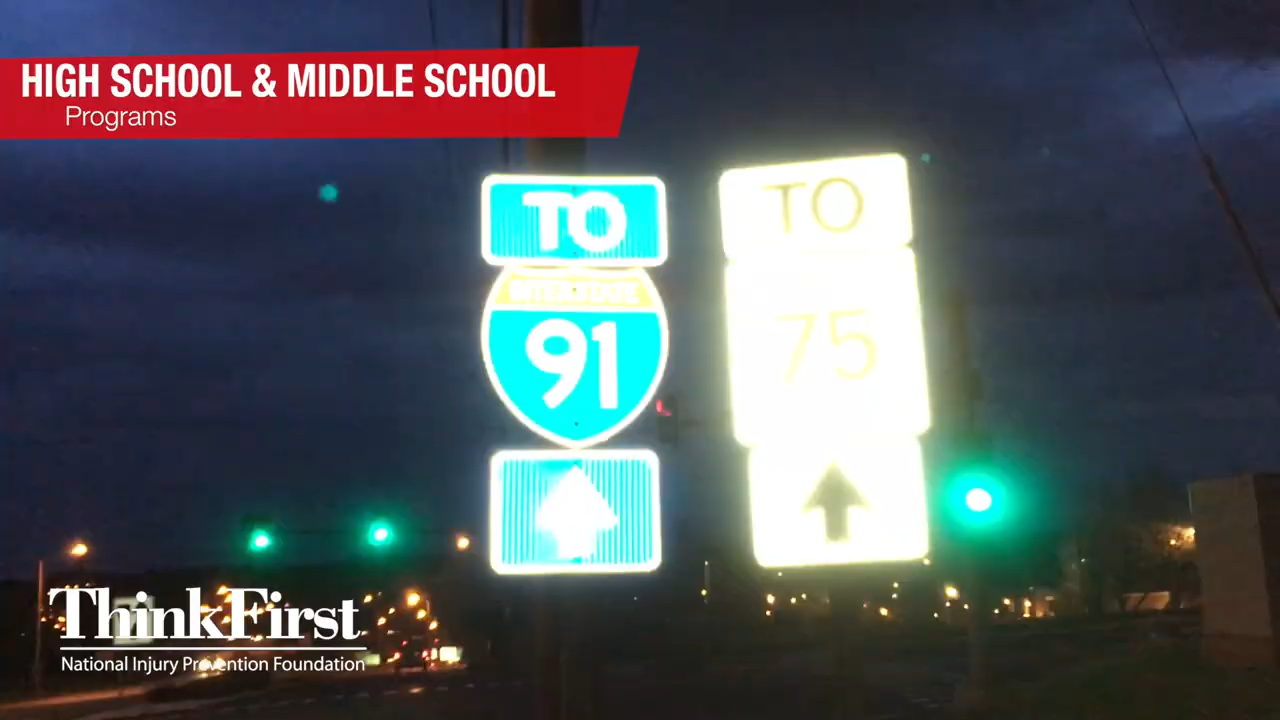 HIGH SCHOOL & MIDDLE SCHOOL
Programs
TO
INTERSTATE
91
TO
75
ThinkFirst
National Injury Prevention Foundation